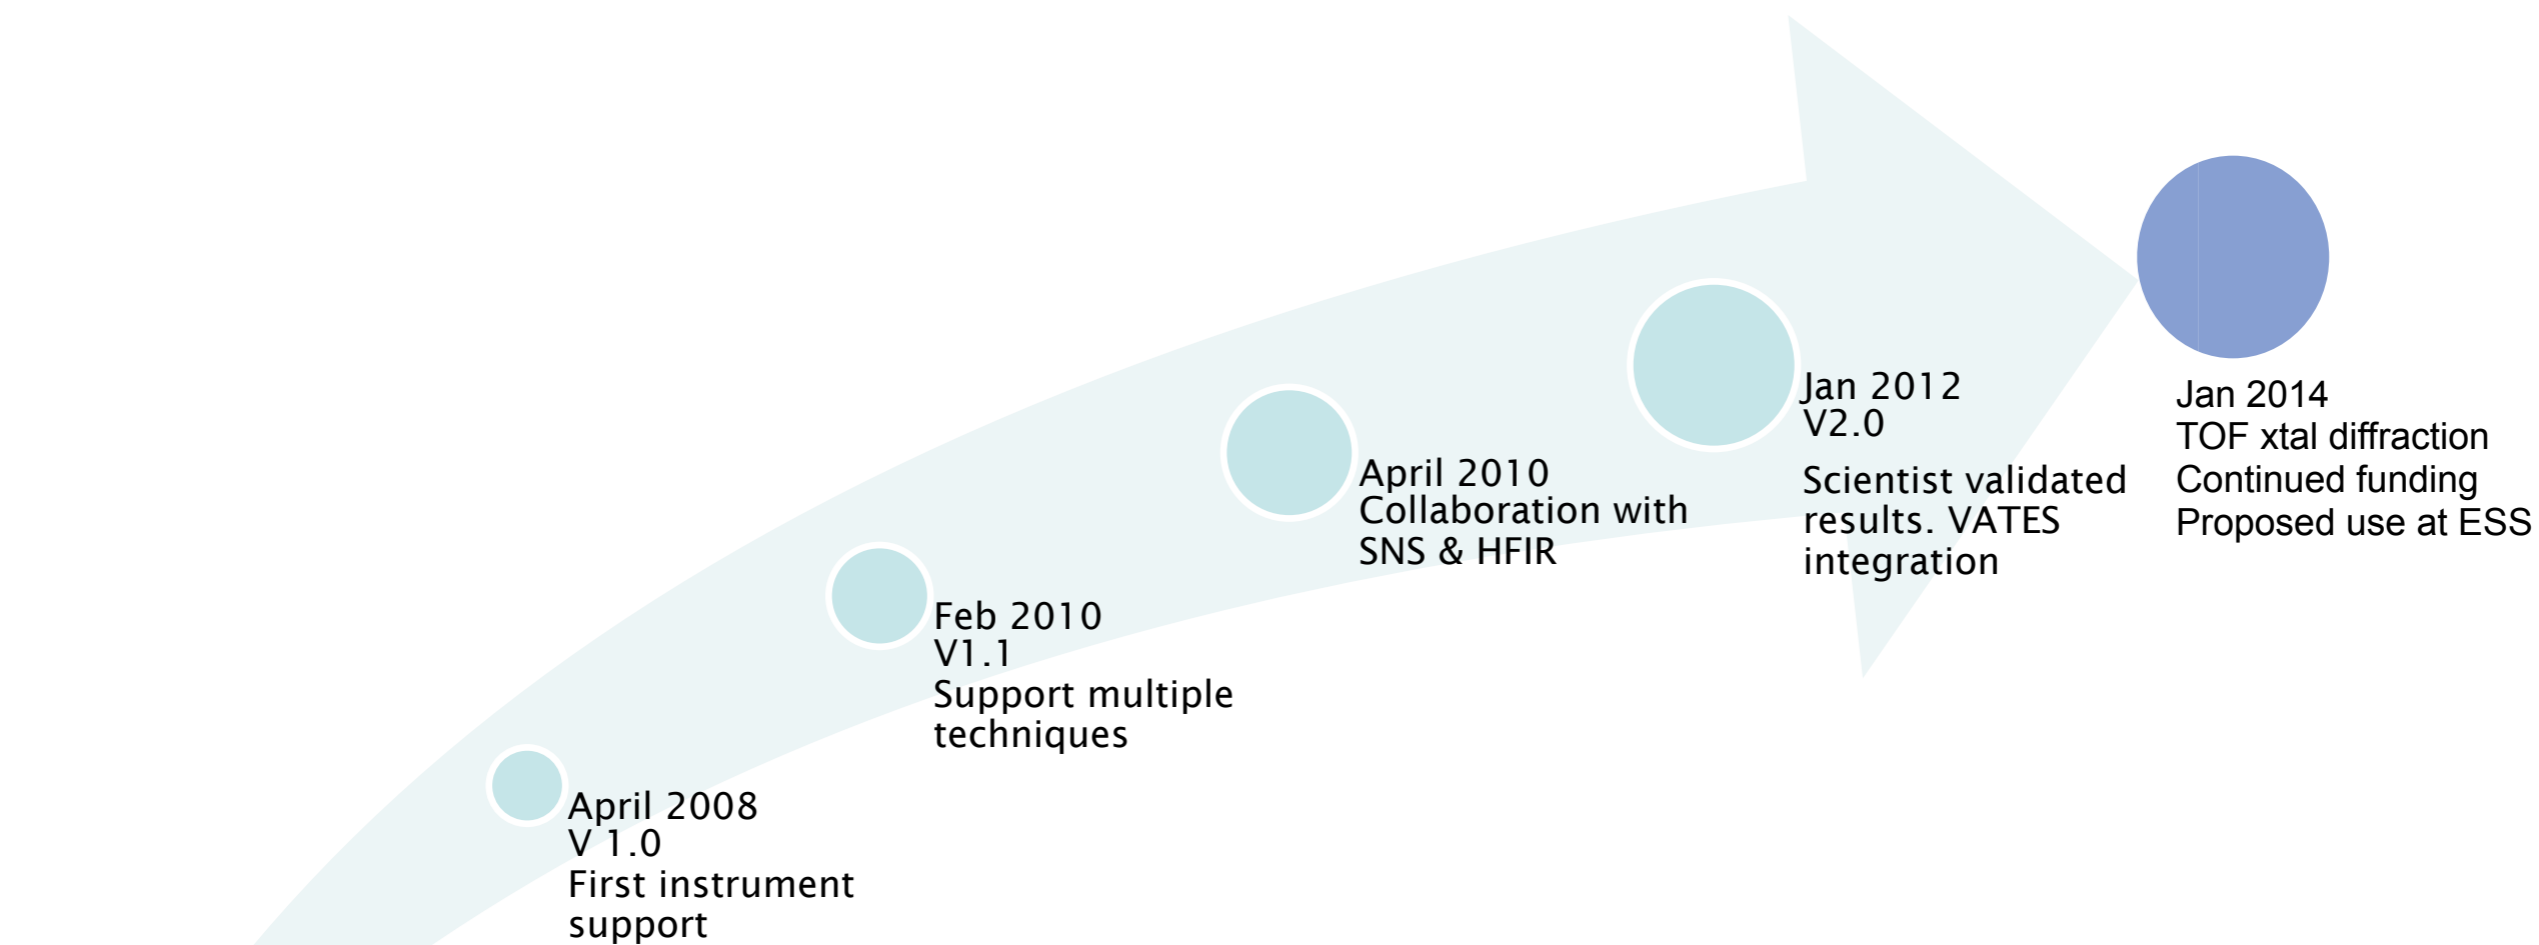 April 2008
V 1.0
First instrument
support
Feb 2010
V1.1
Support multiple
techniques
April 2010
Collaboration with
SNS & HFIR
Jan 2012
V2.0
Scientist validated
results. VATES
integration
Jan 2014
TOF xtal diffraction
Continued funding
Proposed use at ESS